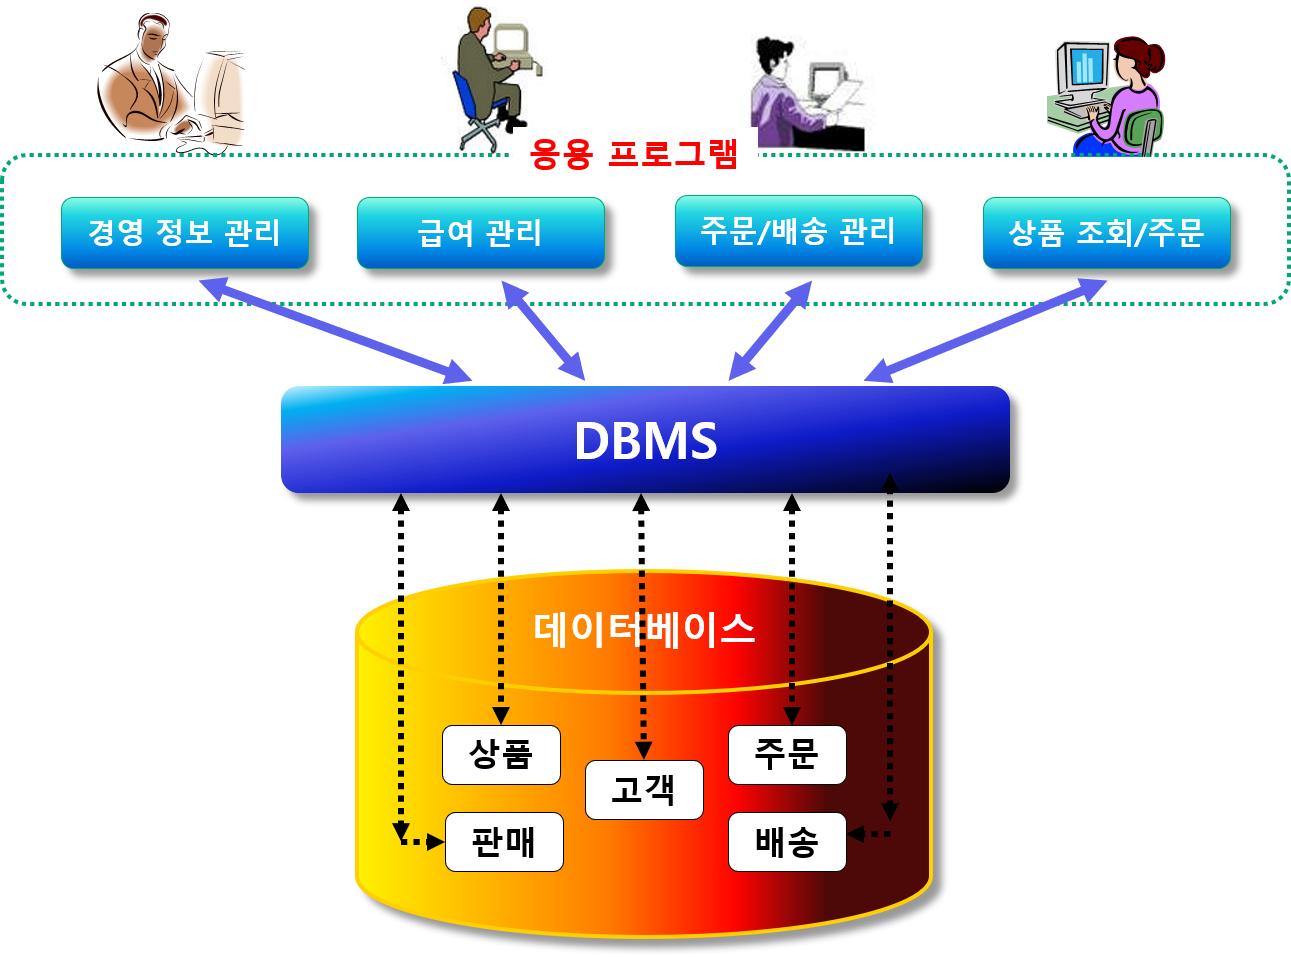 응용 프로그램
경영 정보 관리
급여 관리
주문/배송 관리
상품 조회/주문
DBMS
데이터베이스
상품
주문
고객
판매
배송